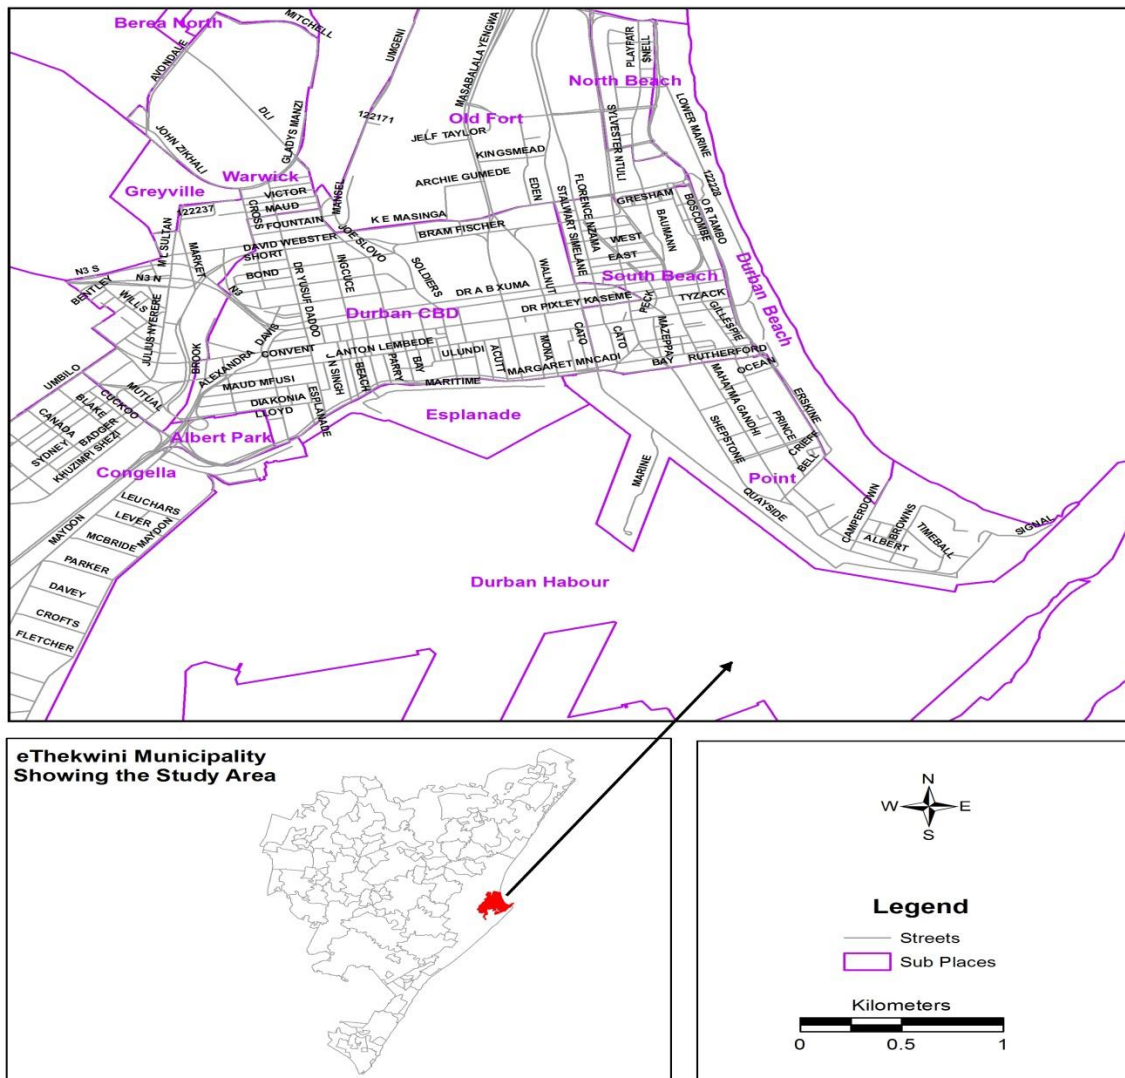 Berea North
MITCHELL
AVONDALE
UMGENI
MASABALALA YENGWA
PLAYFAIR
SNELL
North Beach
DLI
122171
Old Fort
LOWER MARINE
JOHN ZIKHALI
GLADYS MANZI
JELF TAYLOR
SYLVESTER NTULI
KINGSMEAD
Warwick
ARCHIE GUMEDE
EDEN
FLORENCE NZAMA
122228
Greyville
VICTOR
MANSEL
STALWART SIMELANE
GRESHAM
BOSCOMBE
O R TAMBO
122237
MAUD
CROSS
FOUNTAIN
K E MASINGA
BAUMANN
M L SULTAN
MARKET
DAVID WEBSTER
JOE SLOVO
BRAM FISCHER
WEST
SHORT
EAST
N3 S
N3 N
BOND
DR YUSUF DADOO
INGCUCE
SOLDIERS
WALNUT
South Beach
Durban Beach
BENTLEY
WILLS
N3
DR A B XUMA
PECK
TYZACK
JULIUS NYERERE
Durban CBD
DR PIXLEY KASEME
GILLESPIE
DAVIS
CONVENT
ANTON LEMBEDE
ULUNDI
ACUTT
MONA
CATO
CATO
MAZEPPA
BROOK
ALEXANDRA
J N SINGH
BEACH
PARRY
BAY
MARGARET MNCADI
BAY
RUTHERFORD
OCEAN
UMBILO
MUTUAL
MAUD MFUSI
MARITIME
CUCKOO
BLAKE
DIAKONIA
LLOYD
ESPLANADE
Esplanade
MAHATMA GANDHI
ERSKINE
CANADA
BADGER
Albert Park
SHEPSTONE
PRINCE
CRIEFE
SYDNEY
KHUZIMPI SHEZI
BELL
Congella
MARINE
Point
LEUCHARS
QUAYSIDE
LEVER
MAYDON
MAYDON
CAMPERDOWN
BROWNS
TIMEBALL
SIGNAL
MCBRIDE
ALBERT
PARKER
Durban Habour
DAVEY
CROFTS
FLETCHER
eThekwini Municipality
Showing the Study Area
N
W E
S
Legend
Streets
Sub Places
Kilometers
0 0.5 1